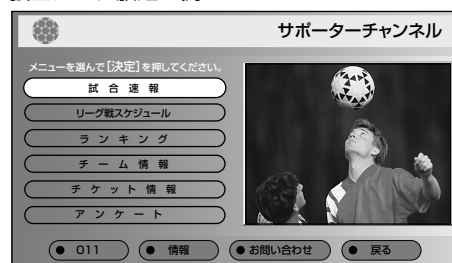 サポーターチャンネル
メニューを選んで[決定]を押してください。
試合速報
リーグ戦スケジュール
ランキング
チーム情報
チケット情報
アンケート
011 情報 お問い合わせ 戻る